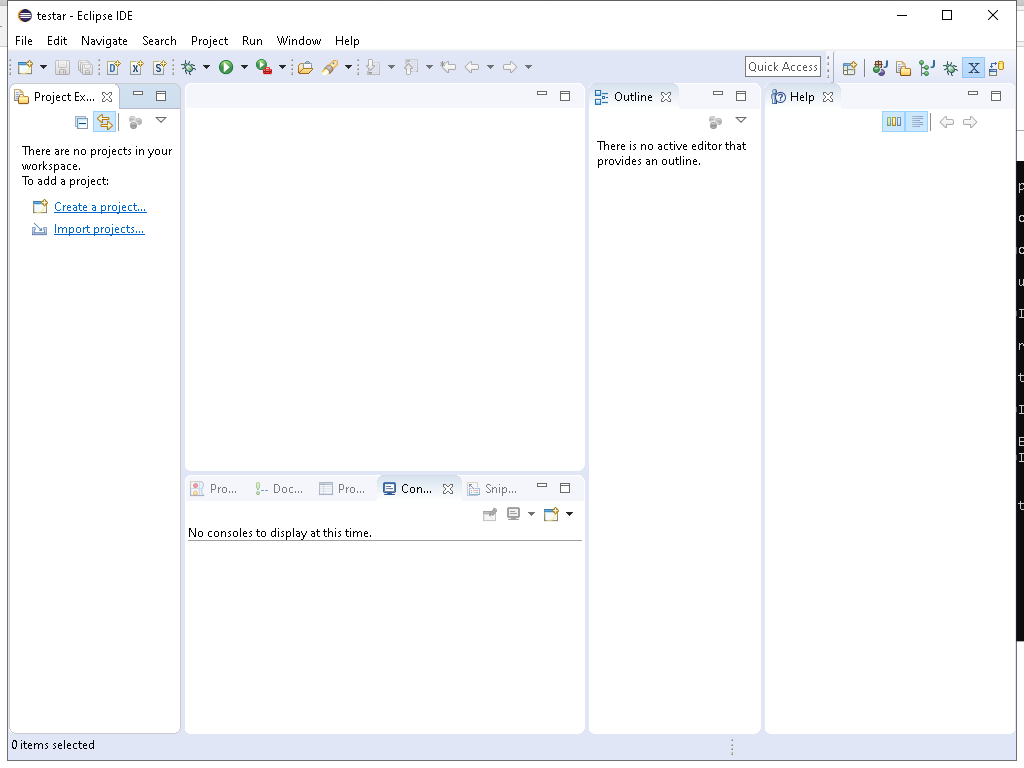 testar - Eclipse IDE
File Edit Navigate Search Project Run Window Help
Quick Access
Project Ex...
Outline
Help
There are no projects in your
workspace.
To add a project:
Create a project...
Import projects...
There is no active editor that
provides an outline.
Pro...
Doc...
Pro...
Con...
Snip...
No consoles to display at this time.
0 items selected